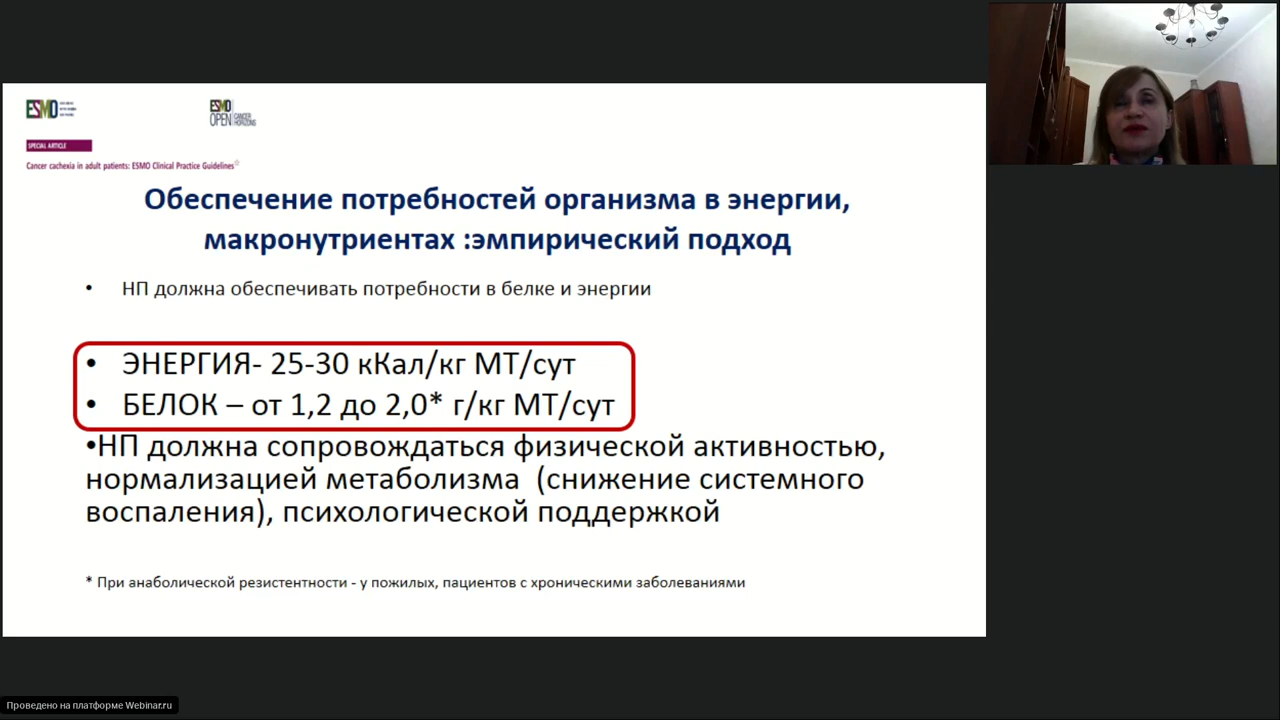 ESMO
ESMO
OPEN
CANCER
HORIZONS
SPECIAL ARTICLE
Cancer cachexia in adult patients: ESMO Clinical Practice Guidelines☆
Обеспечение потребностей организма в энергии,
макронутриентах :эмпирический подход
• НП должна обеспечивать потребности в белке и энергии
• ЭНЕРГИЯ- 25-30 кКал/кг МТ/сут
• БЕЛОК – от 1,2 до 2,0* г/кг МТ/сут
•НП должна сопровождаться физической активностью,
нормализацией метаболизма (снижение системного
воспаления), психологической поддержкой
* При анаболической резистентности - у пожилых, пациентов с хроническими заболеваниями
Проведено на платформе Webinar.ru